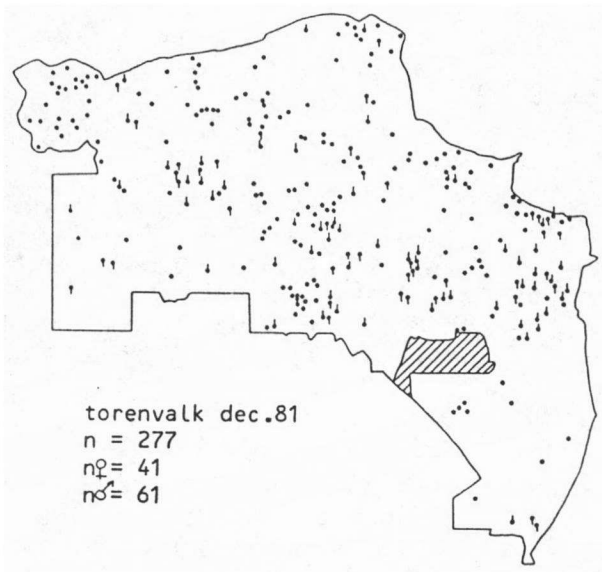 torenvalk dec.81
n = 277
n♀= 41
n♂= 61